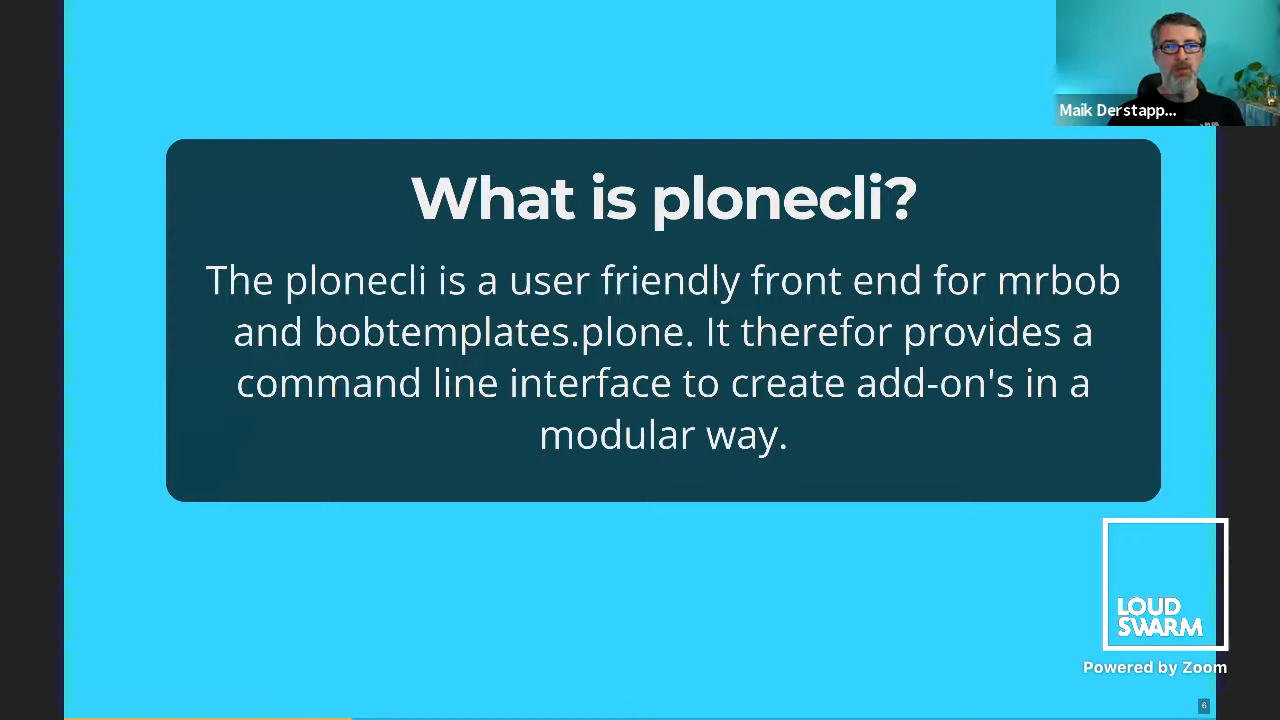 Maik Derstapp...
What is plonecli?
The plonecli is a user friendly front end for mrbob
and bobtemplates.plone. It therefor provides a
command line interface to create add-on's in a
modular way.
LOUD
SWARM
Powered by Zoom
6